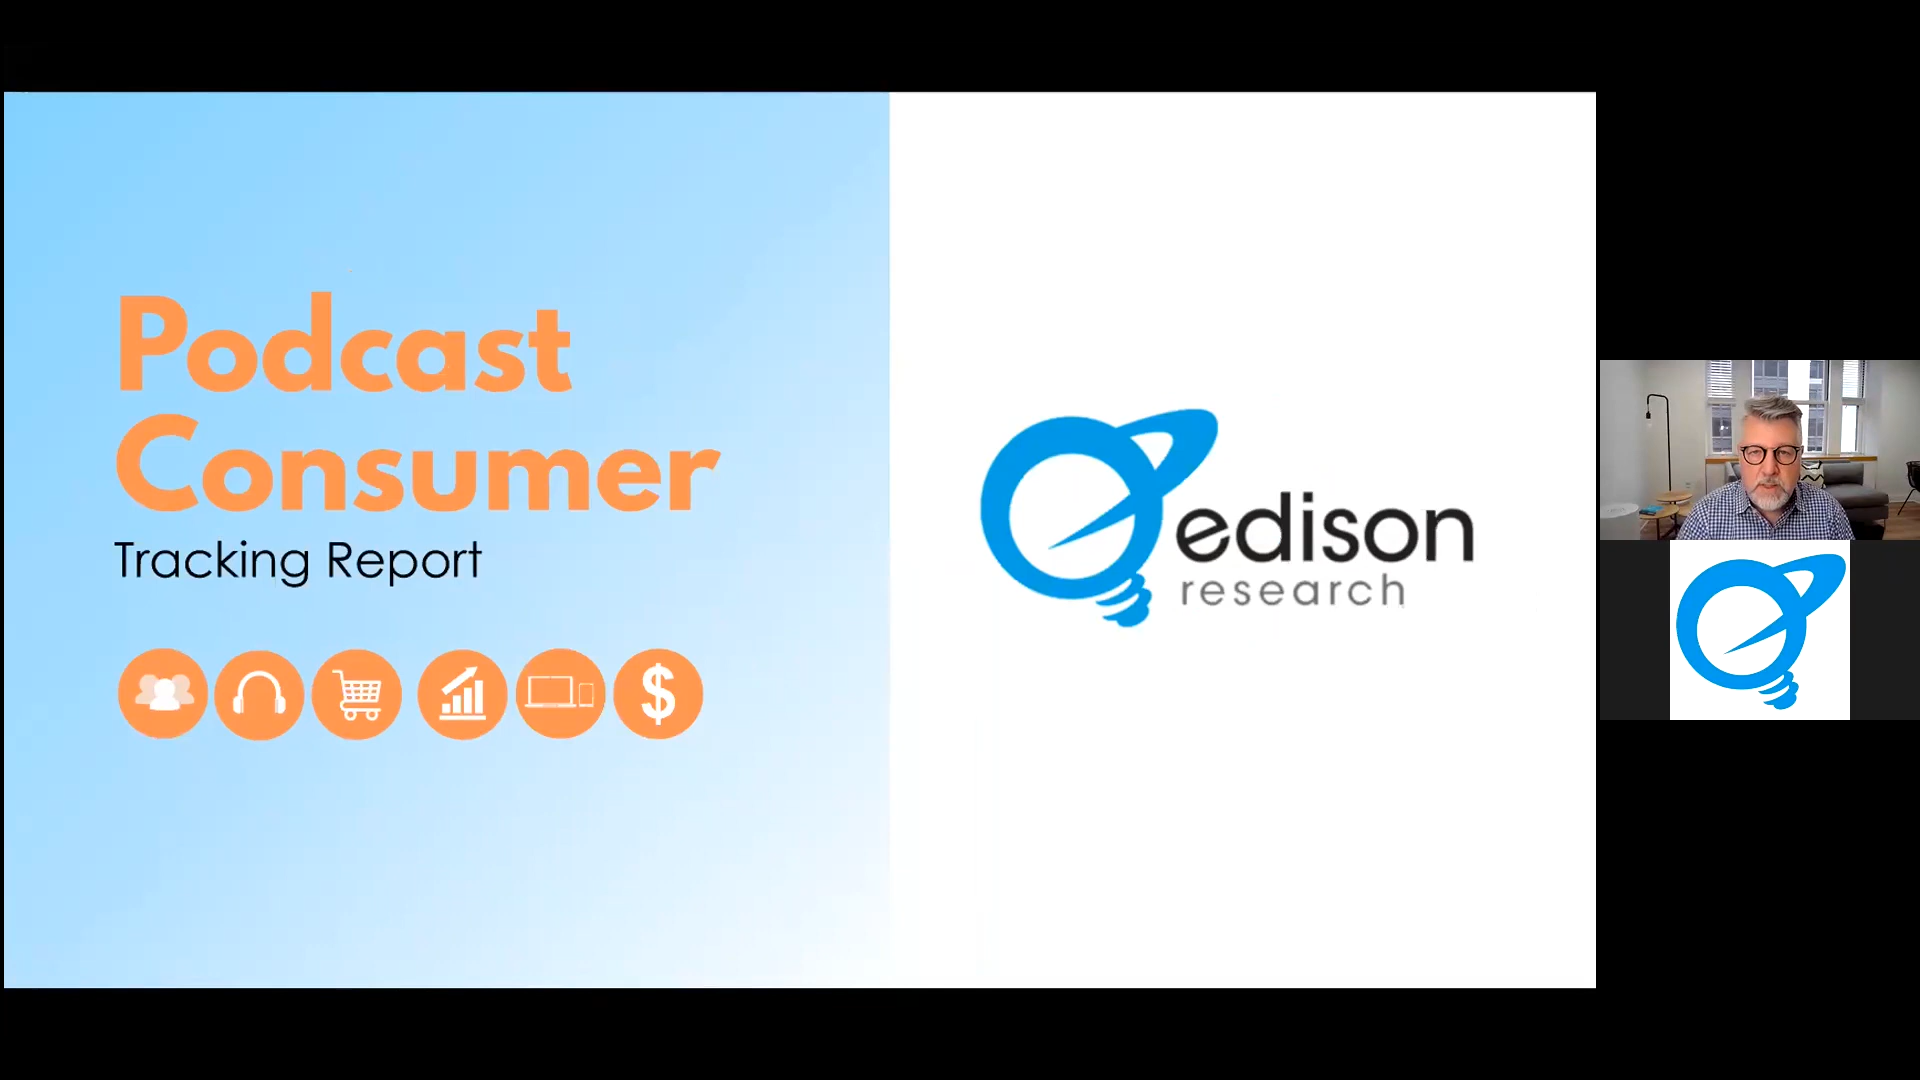 Podcast
Consumer
Tracking Report
$
edison
research